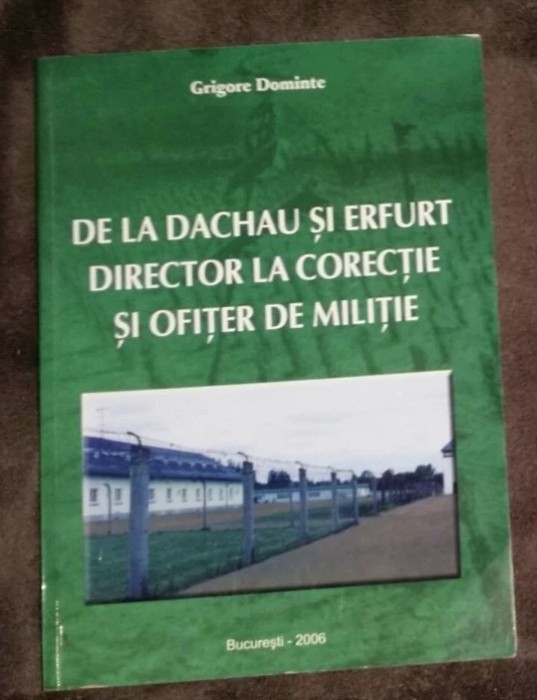 Grigore Dominte
DE LA DACHAU ȘI ERFURT
DIRECTOR LA CORECȚIE
ȘI OFIȚER DE MILIȚIE
București - 2006